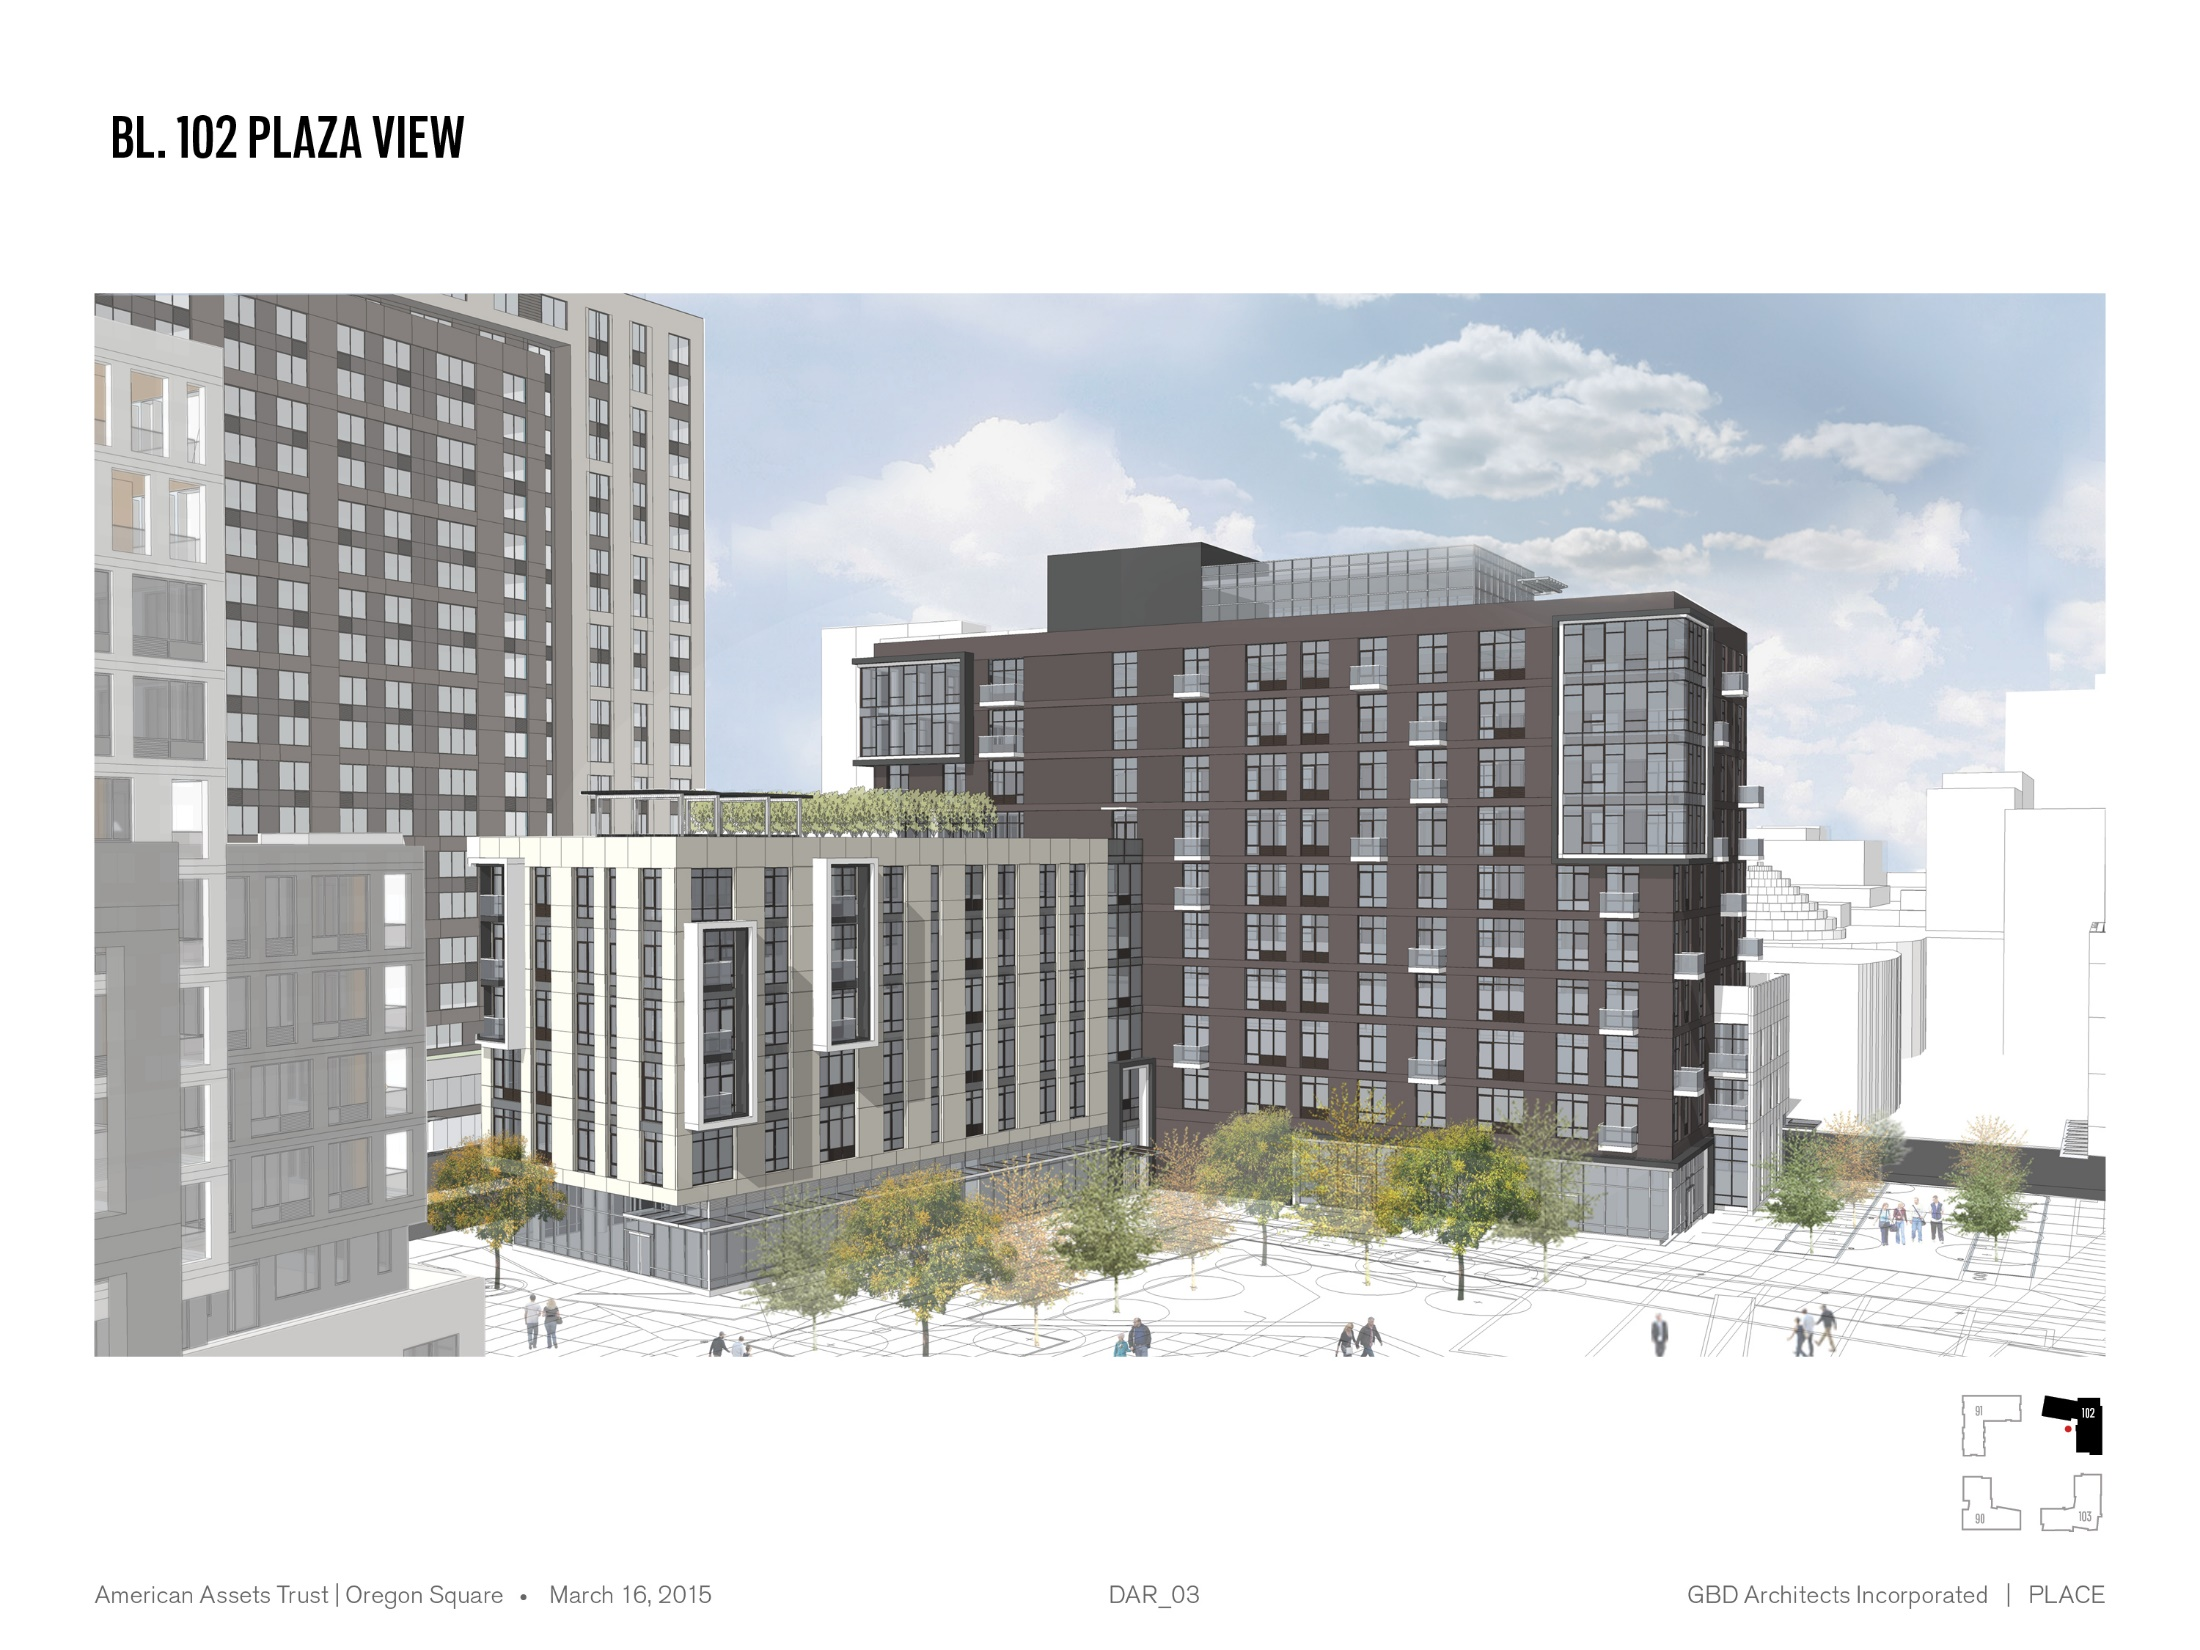 BL. 102 PLAZA VIEW
91
102
90
103
American Assets Trust | Oregon Square • March 16, 2015
DAR_03
GBD Architects Incorporated | PLACE